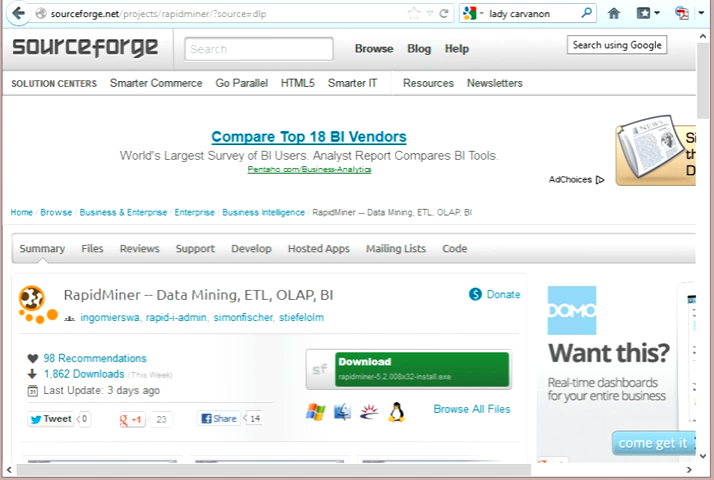 sourceforge.net/projects/rapidminer/?source=dlp
lady carvanon
sourceforge
Search
Browse Blog Help
Search using Google
SOLUTION CENTERS Smarter Commerce Go Parallel HTML5 Smarter IT Resources Newsletters
Compare Top 18 BI Vendors
World's Largest Survey of BI Users. Analyst Report Compares BI Tools.
Pentaho.com/Business-Analytics
AdChoices
NEWS
Si
th
D
Home / Browse / Business & Enterprise / Enterprise / Business Intelligence / RapidMiner -- Data Mining, ETL, OLAP, BI
Summary Files Reviews Support Develop Hosted Apps Mailing Lists Code
RapidMiner -- Data Mining, ETL, OLAP, BI
$ Donate
ingomierswa, rapid-i-admin, simonfischer, stiefelolm
98 Recommendations
1,862 Downloads (This Week)
Last Update: 3 days ago
Tweet 0
+1 23
Share 14
sf Download
rapidminer-5.2.008x32-install.exe
Browse All Files
DOMO
Want this?
Real-time dashboards
for your entire business
come get it